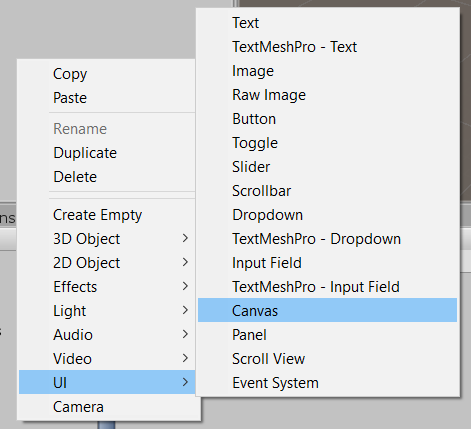 Copy
Paste
Rename
Duplicate
Delete
Create Empty
3D Object
2D Object
Effects
Light
Audio
Video
UI
Camera
Text
TextMeshPro - Text
Image
Raw Image
Button
Toggle
Slider
Scrollbar
Dropdown
TextMeshPro - Dropdown
Input Field
TextMeshPro - Input Field
Canvas
Panel
Scroll View
Event System
ns